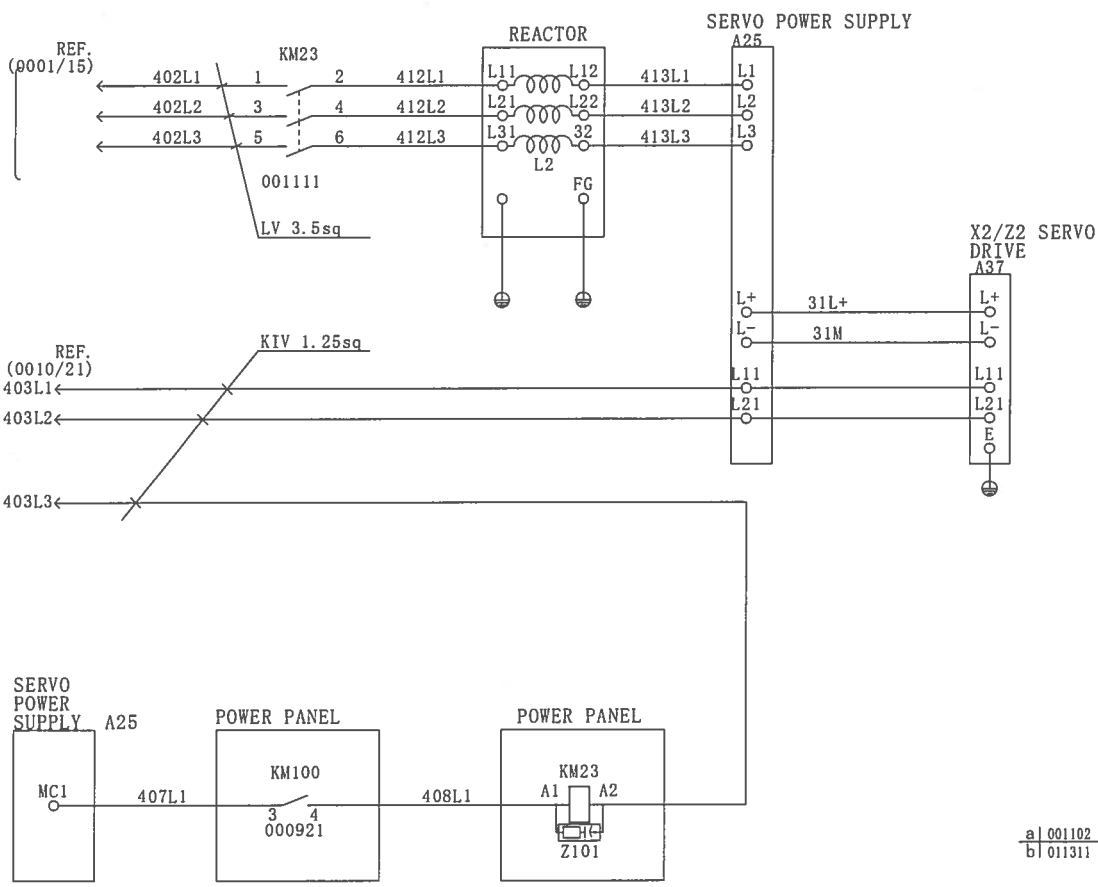 SERVO POWER SUPPLY
A25
REF.
(0001/15)
KM23
REACTOR
402L1 1 2 412L1 L11 L12 413L1 L1
402L2 3 4 412L2 L21 L22 413L2 L2
402L3 5 6 412L3 L31 32 413L3 L3
L2
001111
FG
LV 3.5sq
X2/Z2 SERVO
DRIVE
A37
L+ 31L+ L+
L- 31M L-
KIV 1.25sq
REF.
(0010/21)
403L1 L11 L11
403L2 L21 L21
E
403L3
SERVO
POWER
SUPPLY A25
POWER PANEL
POWER PANEL
KM100
KM23
MC1 407L1 3 4 408L1 A1 A2
000921
Z101
a 001102
b 011311